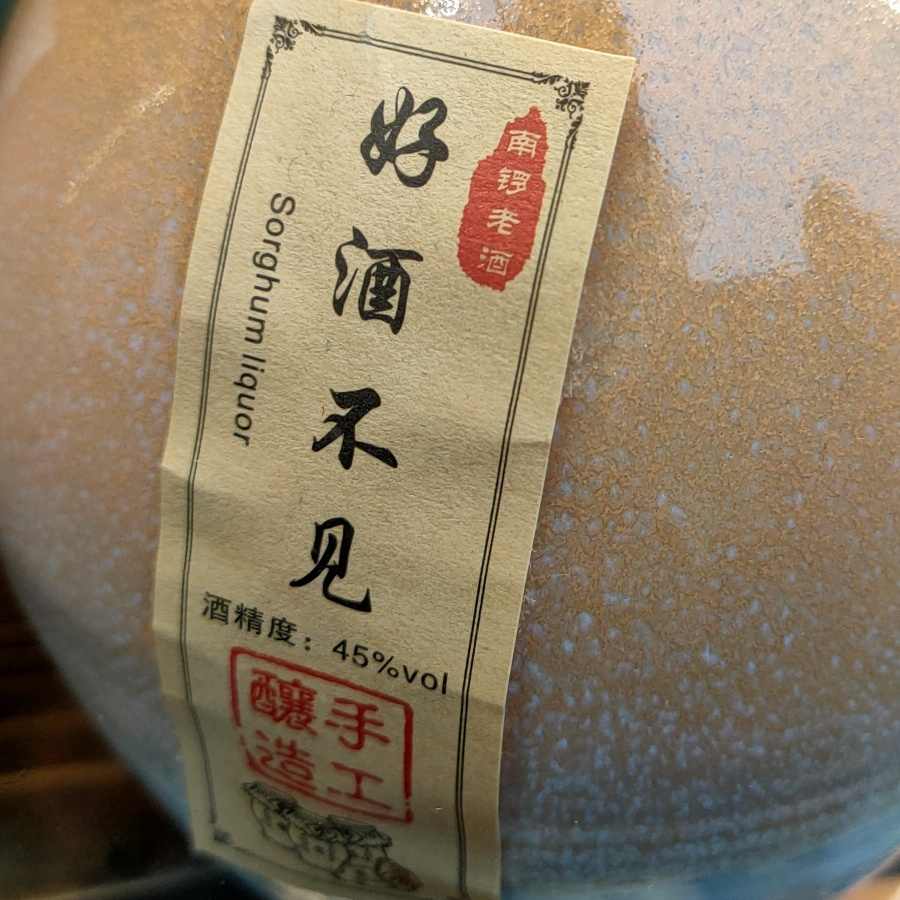 南锣老酒
好酒不见
Sorghum liquor
酒精度：45%vol
手工
釀造